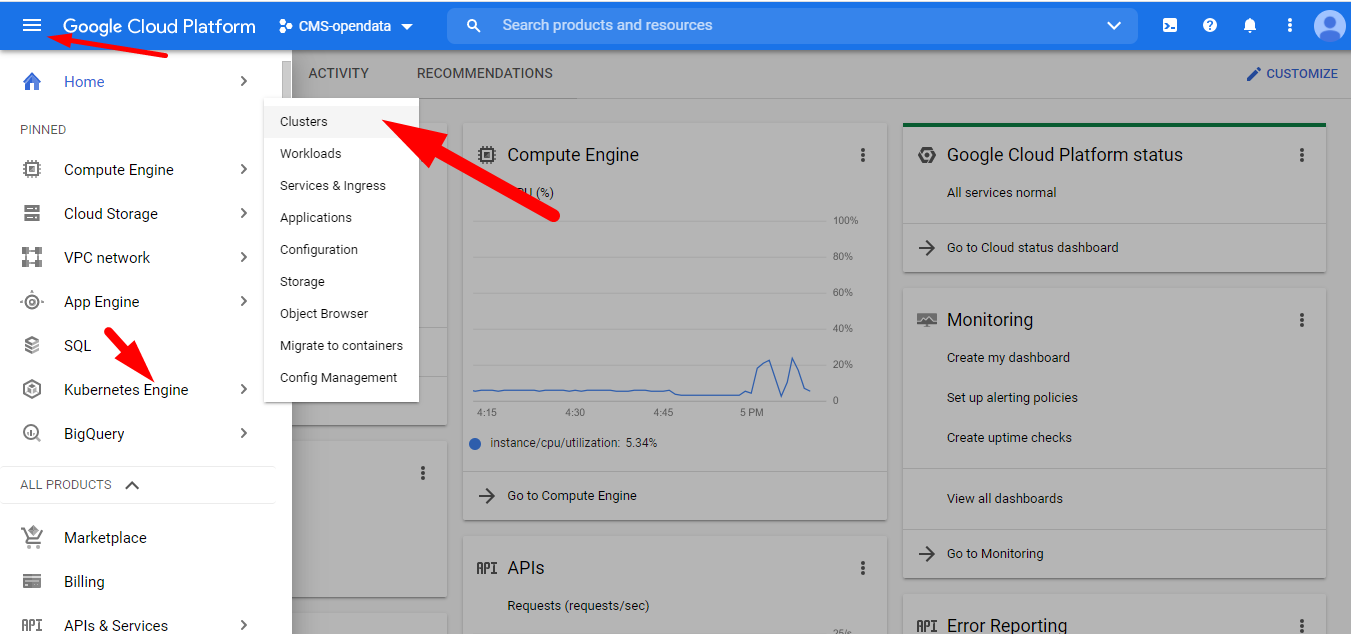 Google Cloud Platform
CMS-opendata
Search products and resources
Home
PINNED
Compute Engine
Cloud Storage
VPC network
App Engine
SQL
Kubernetes Engine
BigQuery
ALL PRODUCTS
Marketplace
Billing
API APIs & Services
Clusters
Workloads
Services & Ingress
Applications
Configuration
Storage
Object Browser
Migrate to containers
Config Management
ACTIVITY
RECOMMENDATIONS
CUSTOMIZE
Compute Engine
(%)
100%
80%
60%
40%
20%
0
4:15
4:30
4:45
5 PM
instance/cpu/utilization: 5.34%
Go to Compute Engine
API APIs
Requests (requests/sec)
Google Cloud Platform status
All services normal
Go to Cloud status dashboard
Monitoring
Create my dashboard
Set up alerting policies
Create uptime checks
View all dashboards
Go to Monitoring
API Error Reporting